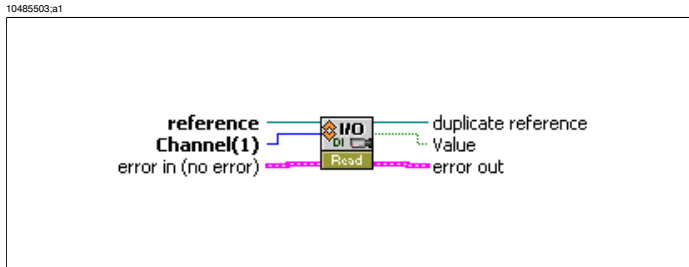 10485503;a1
reference
Channel(1)
error in (no error)
I/O
DI
Read
duplicate reference
Value
error out